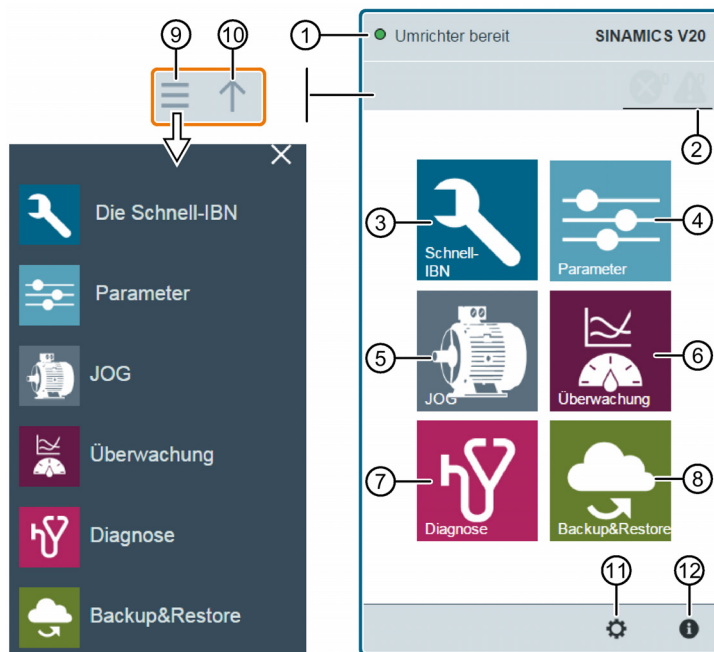 ⑨
⑩
①
Umrichter bereit
SINAMICS V20
②
Die Schnell-IBN
Parameter
JOG
Überwachung
Diagnose
Backup&Restore
③
Schnell-
IBN
Parameter
④
⑤
JOG
Überwachung
⑥
⑦
Diagnose
Backup&Restore
⑧
⑪
⑫